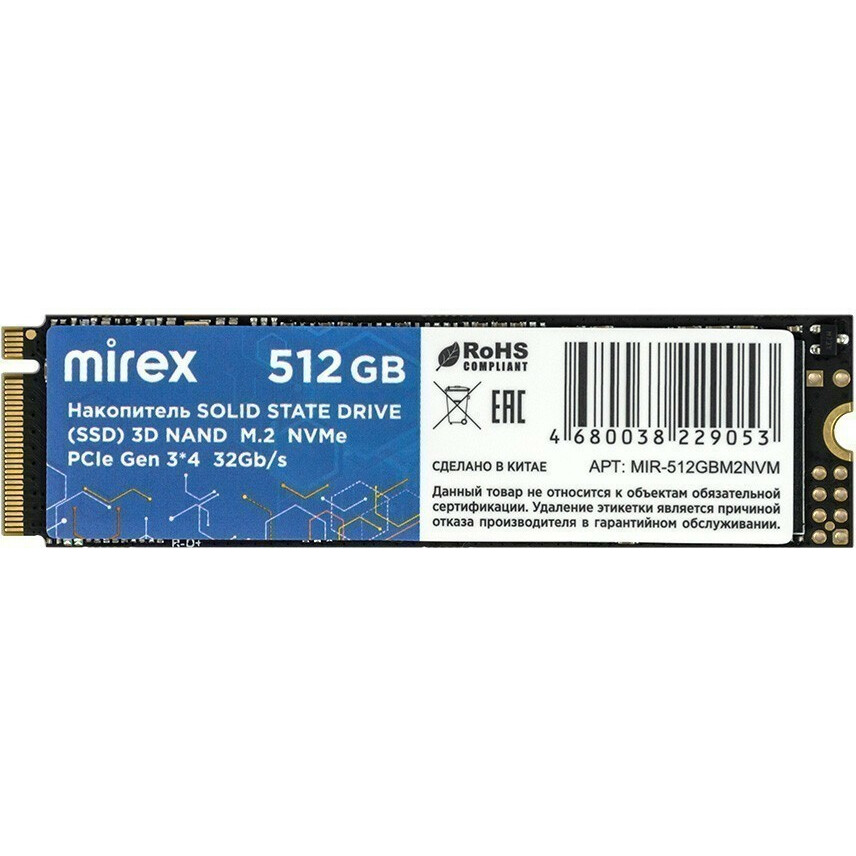 mirex 512 GB
Накопитель SOLID STATE DRIVE
(SSD) 3D NAND M.2 NVMe
PCIe Gen 3*4 32Gb/s
RoHS
COMPLIANT
EAC
4 680038 229053
СДЕЛАНО В КИТАЕ
АРТ: MIR-512GBM2NVM
Данный товар не относится к объектам обязательной
сертификации. Удаление этикетки является причиной
отказа производителя в гарантийном обслуживании.